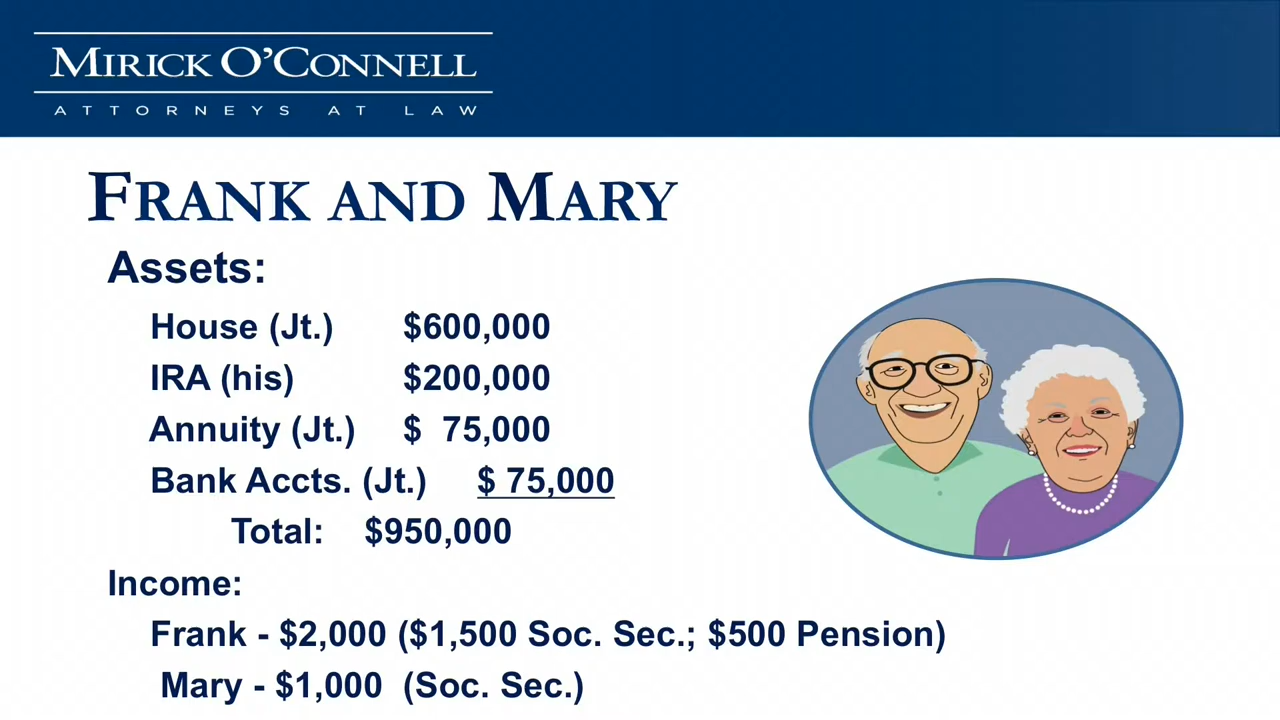 MIRICK O'CONNELL
ATTORNEYS AT LAW
FRANK AND MARY
Assets:
House (Jt.) $600,000
IRA (his) $200,000
Annuity (Jt.) $ 75,000
Bank Accts. (Jt.) $ 75,000
Total: $950,000
Income:
Frank - $2,000 ($1,500 Soc. Sec.; $500 Pension)
Mary - $1,000 (Soc. Sec.)